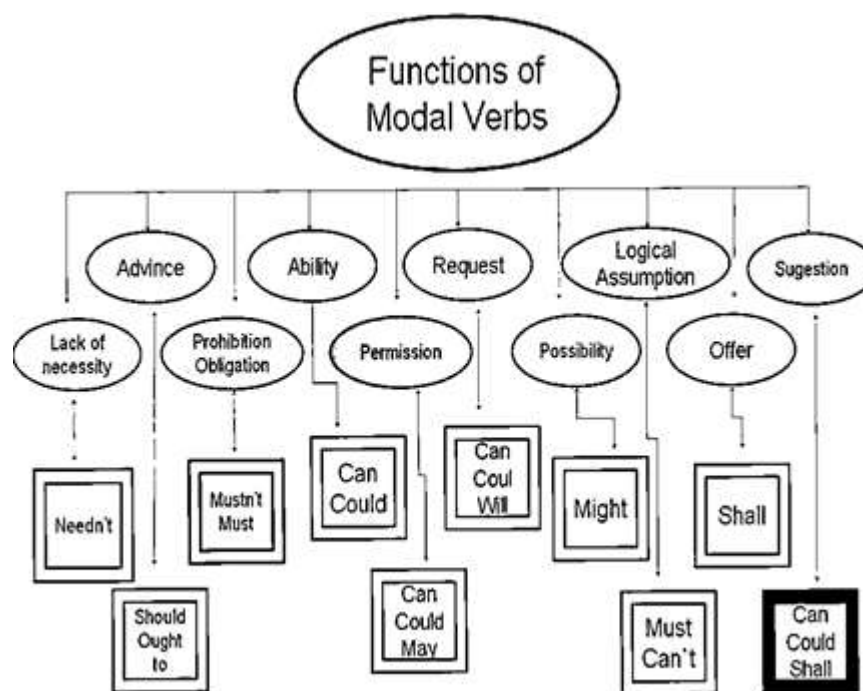 Functions of
Modal Verbs
Advince
Ability
Request
Logical
Assumption
Sugestion
Lack of
necessity
Prohibition
Obligation
Permission
Possibility
Offer
Needn't
Mustn't
Must
Can
Could
Can
Coul
Will
Might
Shall
Should
Ought
to
Can
Could
May
Must
Can`t
Can
Could
Shall